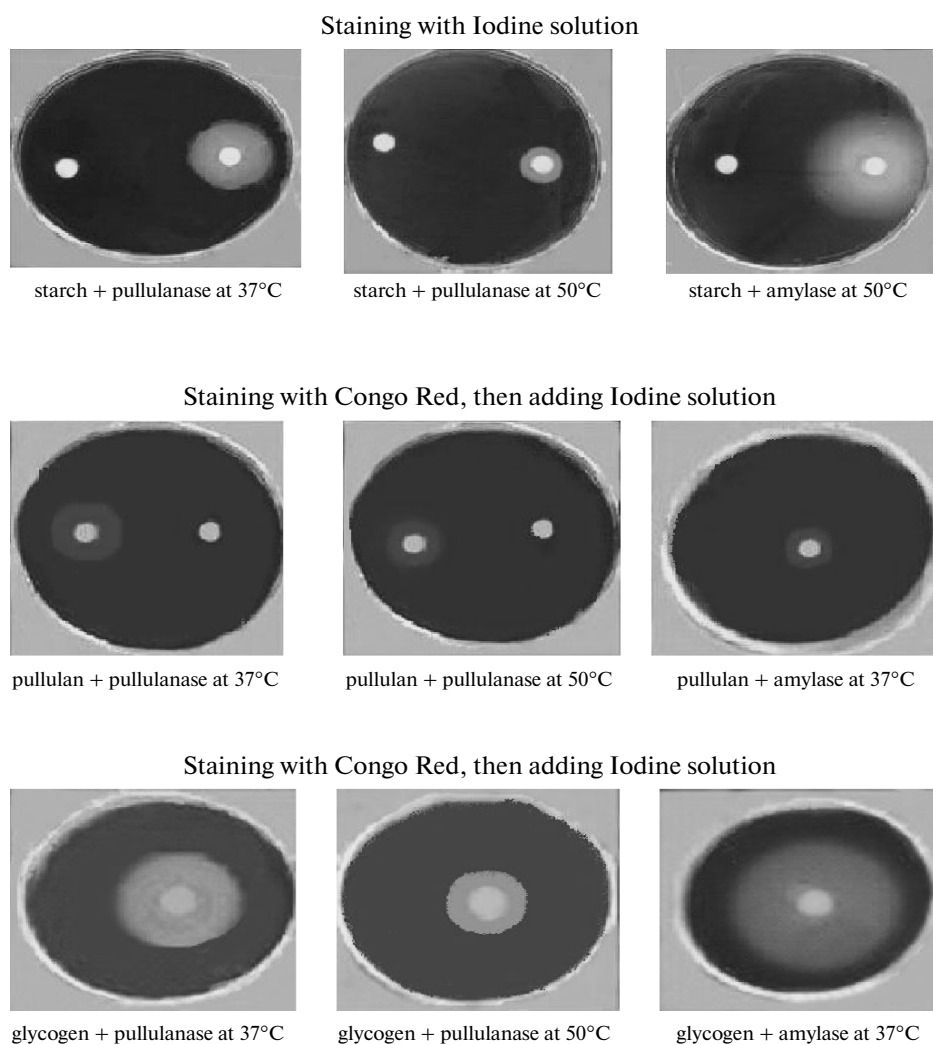 Staining with Iodine solution
starch + pullulanase at 37°C
starch + pullulanase at 50°C
starch + amylase at 50°C
Staining with Congo Red, then adding Iodine solution
pullulan + pullulanase at 37°C
pullulan + pullulanase at 50°C
pullulan + amylase at 37°C
Staining with Congo Red, then adding Iodine solution
glycogen + pullulanase at 37°C
glycogen + pullulanase at 50°C
glycogen + amylase at 37°C